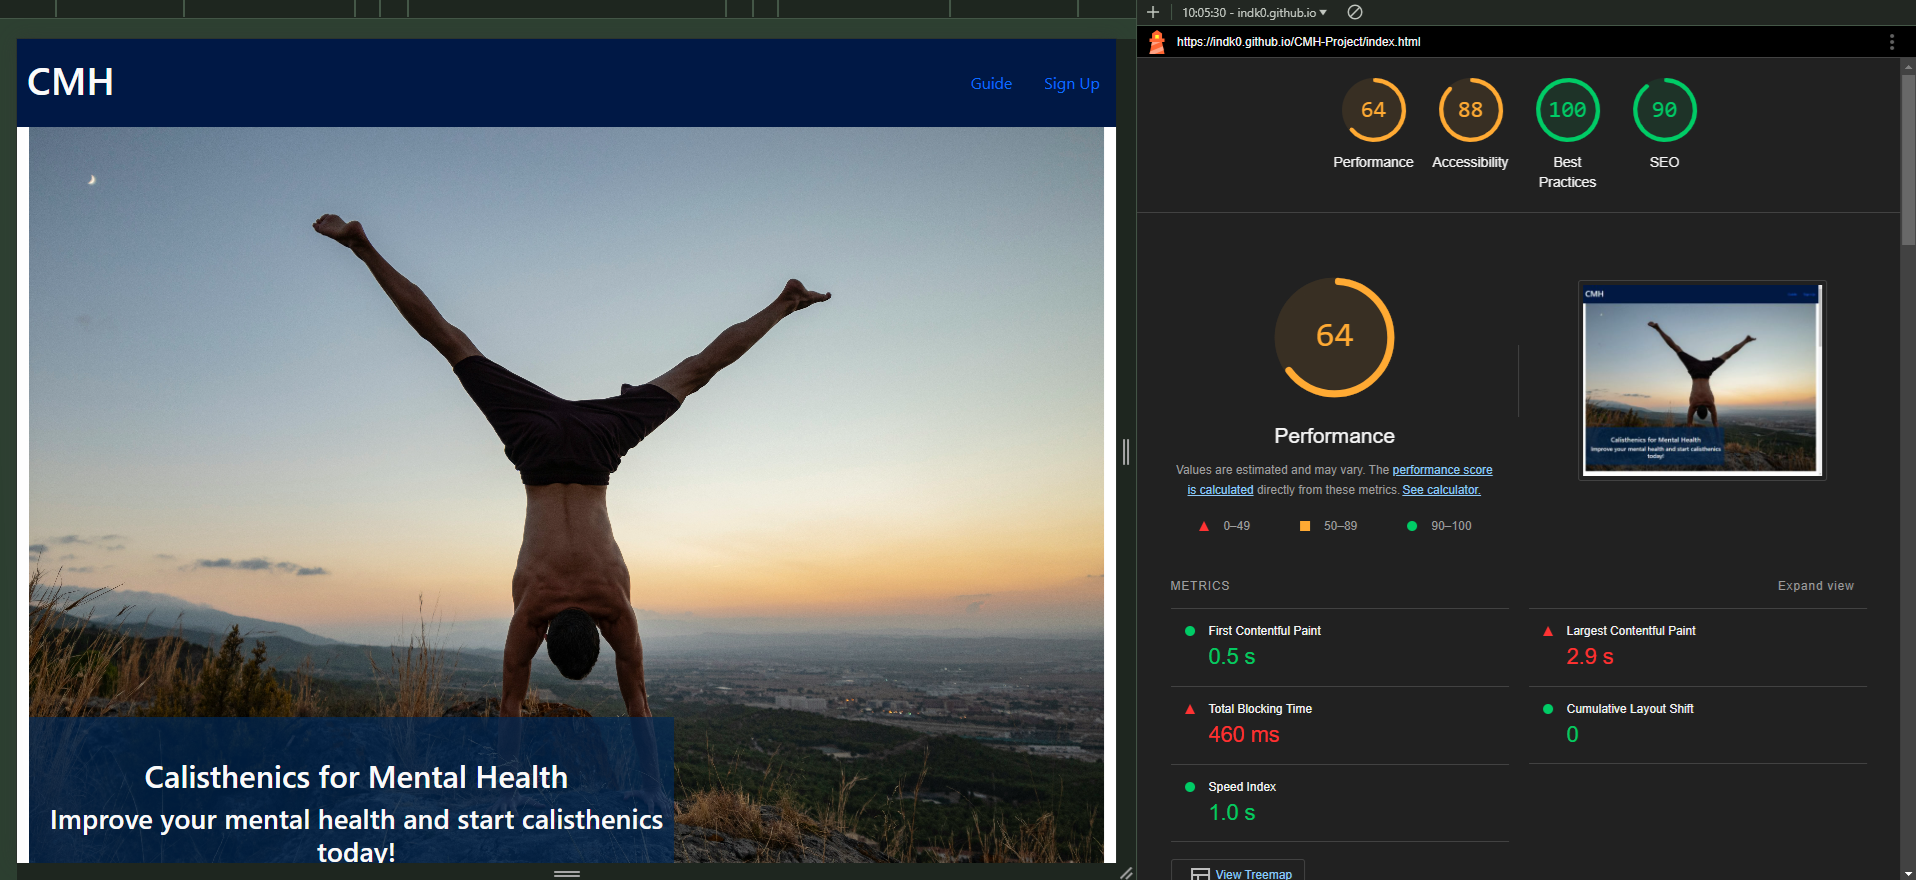 CMH
Guide
Sign Up
Calisthenics for Mental Health
Improve your mental health and start calisthenics
today!
10:05:30 - indk0.github.io
https://indk0.github.io/CMH-Project/index.html
64
88
100
90
Performance
Accessibility
Best
Practices
SEO
64
Performance
Values are estimated and may vary. The performance score
is calculated directly from these metrics. See calculator.
0–49
50–89
90–100
CMH
Calisthenics for Mental Health
Improve your mental health and start calisthenics
today!
METRICS
Expand view
First Contentful Paint
0.5 s
Largest Contentful Paint
2.9 s
Total Blocking Time
460 ms
Cumulative Layout Shift
0
Speed Index
1.0 s
View Treemap